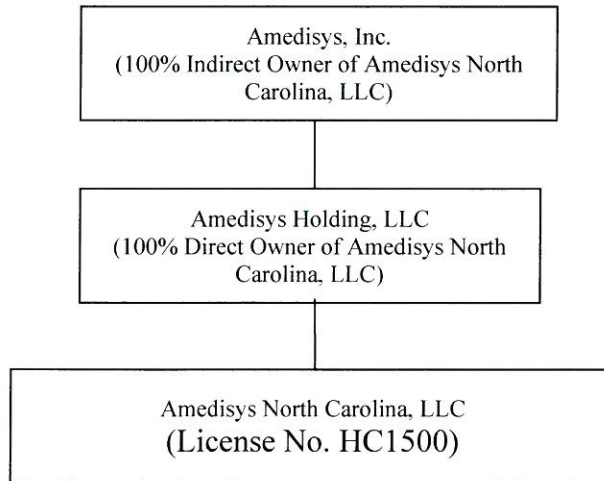 Amedisys, Inc.
(100% Indirect Owner of Amedisys North
Carolina, LLC)
Amedisys Holding, LLC
(100% Direct Owner of Amedisys North
Carolina, LLC)
Amedisys North Carolina, LLC
(License No. HC1500)